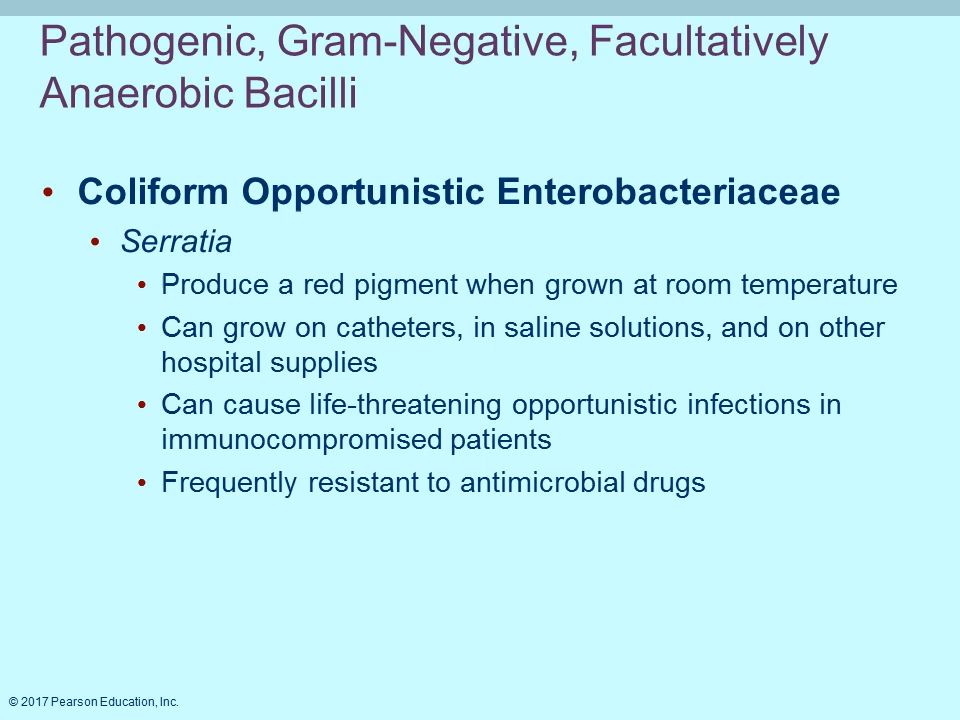 Pathogenic, Gram-Negative, Facultatively
Anaerobic Bacilli
• Coliform Opportunistic Enterobacteriaceae
• Serratia
• Produce a red pigment when grown at room temperature
• Can grow on catheters, in saline solutions, and on other
hospital supplies
• Can cause life-threatening opportunistic infections in
immunocompromised patients
• Frequently resistant to antimicrobial drugs
© 2017 Pearson Education, Inc.